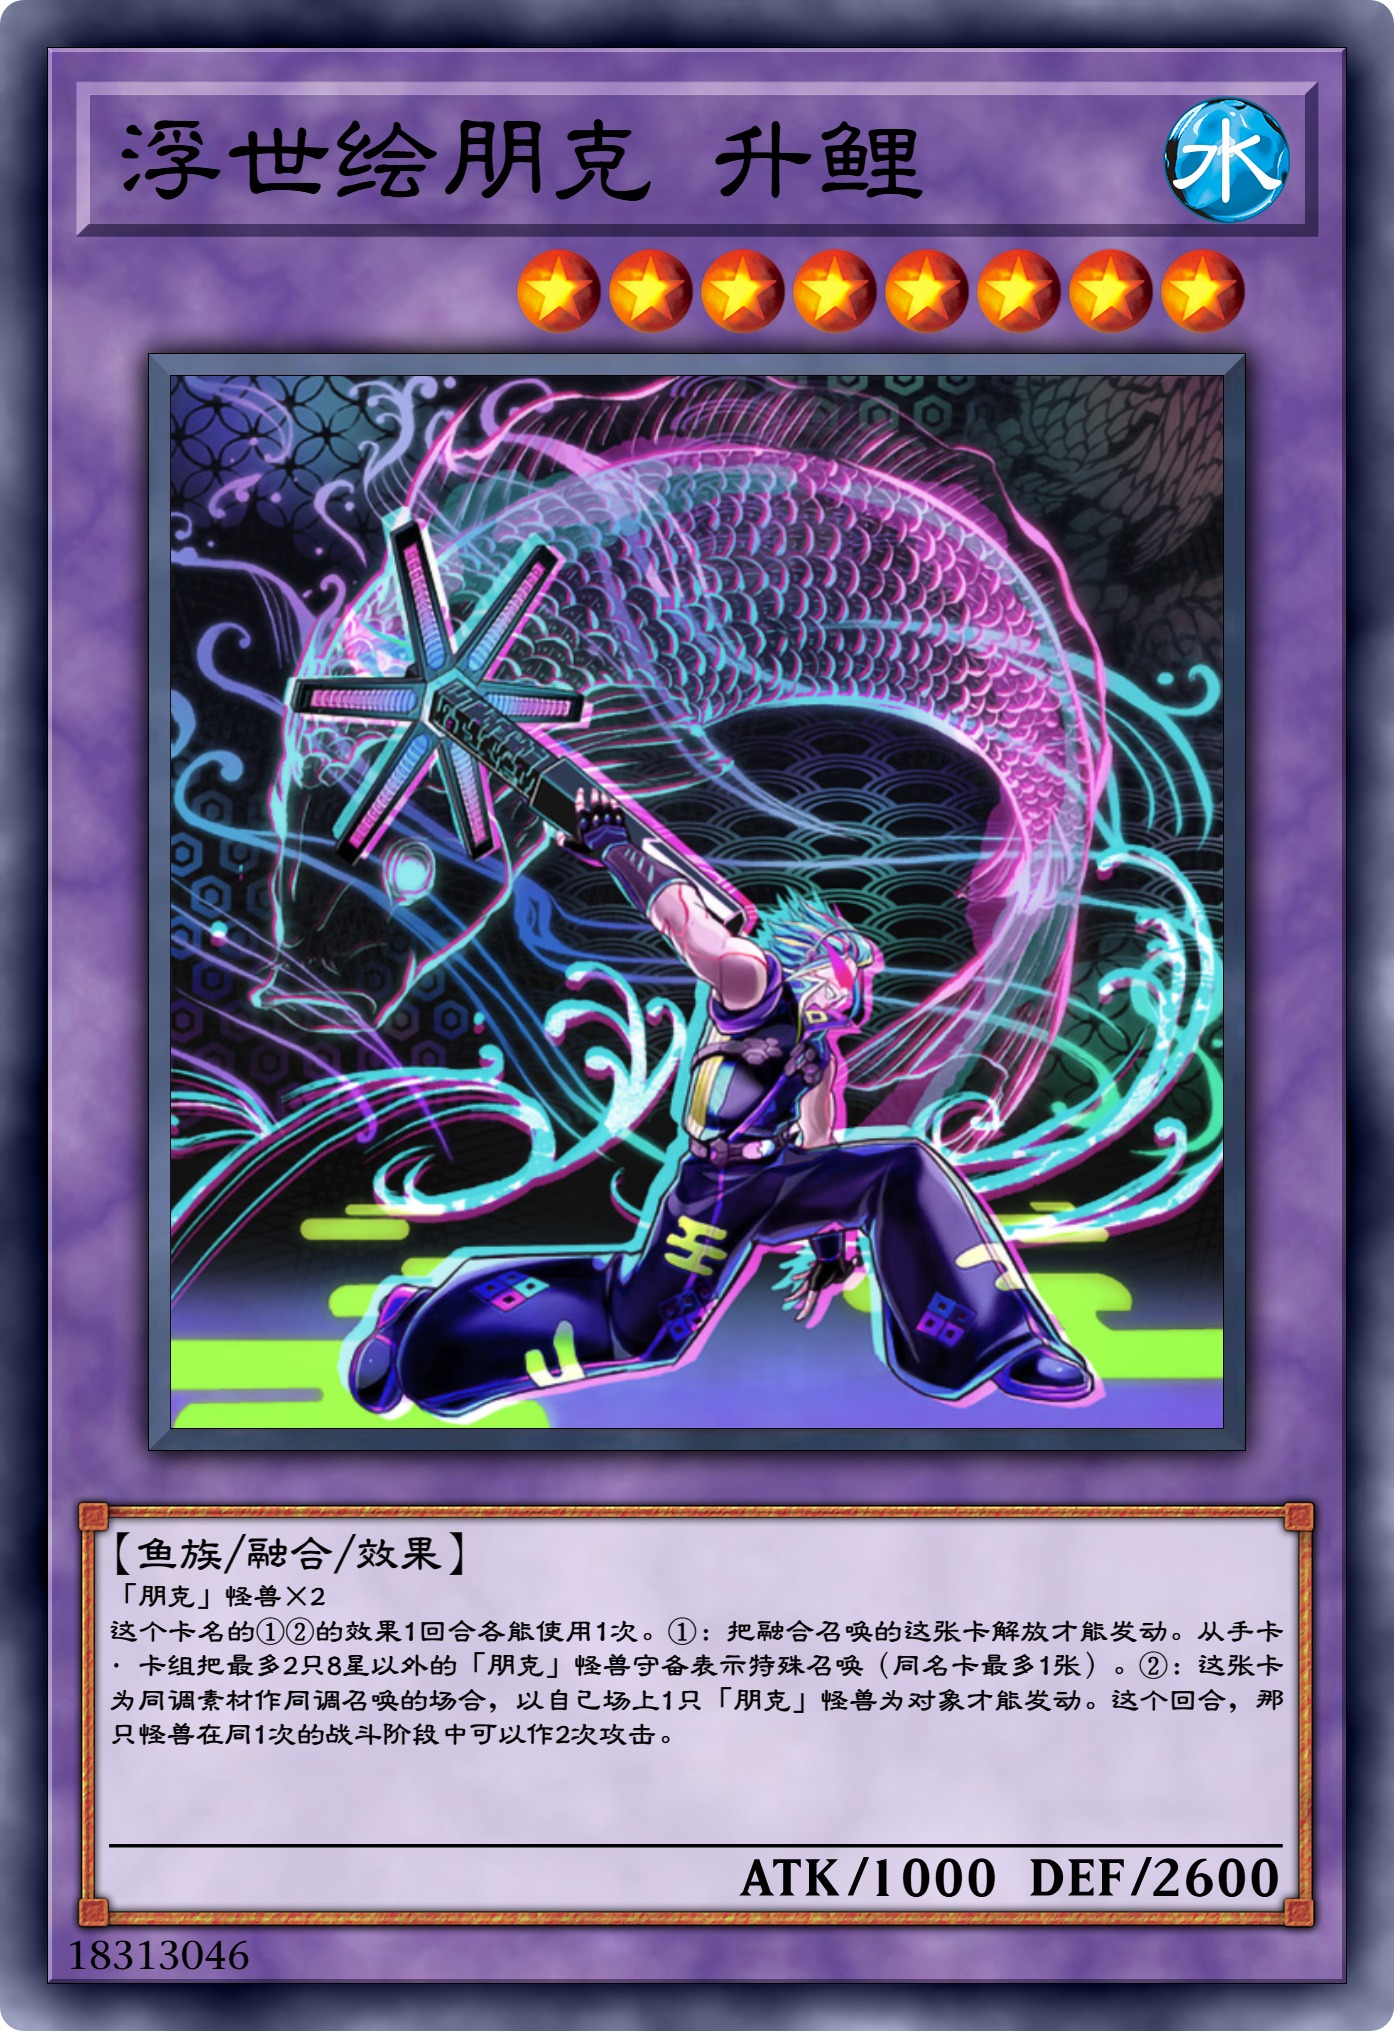 浮世绘朋克 升鲤
水
【鱼族/融合/效果】
「朋克」怪兽×2
这个卡名的①②的效果1回合各能使用1次。①：把融合召唤的这张卡解放才能发动。从手卡
·卡组把最多2只8星以外的「朋克」怪兽守备表示特殊召唤（同名卡最多1张）。②：这张卡
为同调素材作同调召唤的场合，以自己场上1只「朋克」怪兽为对象才能发动。这个回合，那
只怪兽在同1次的战斗阶段中可以作2次攻击。
ATK/1000 DEF/2600
18313046